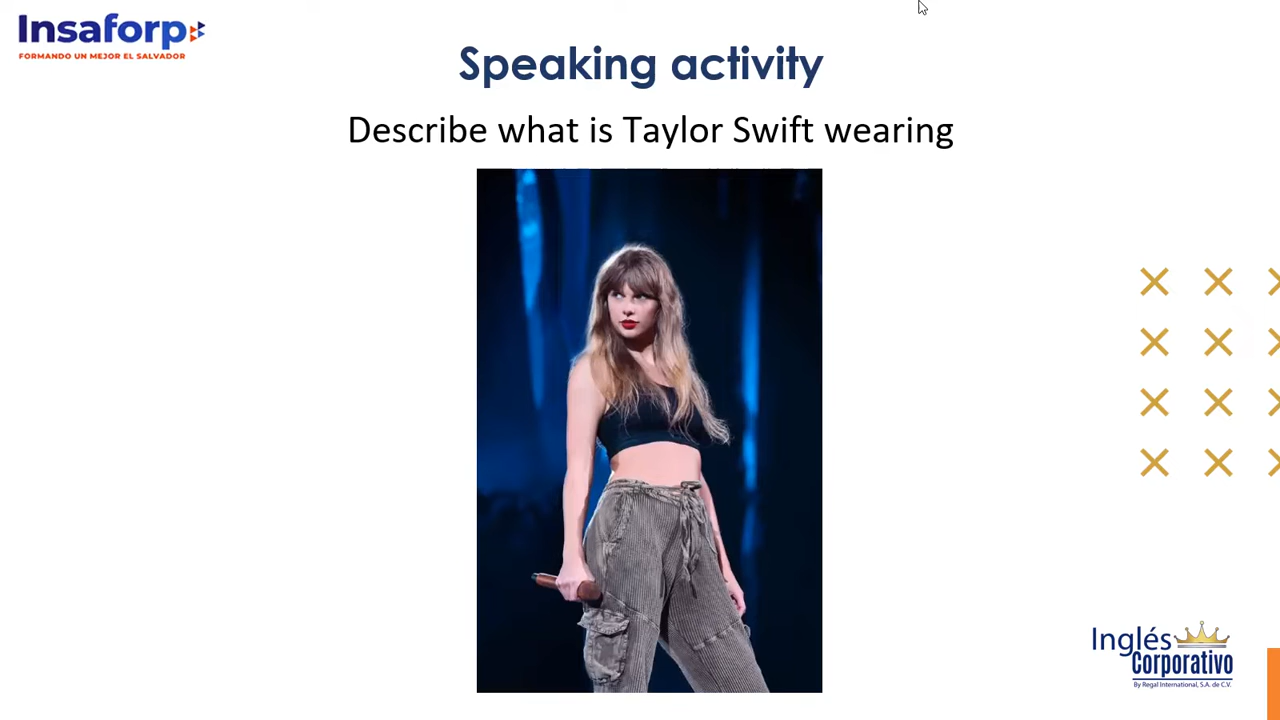 Insaforp
FORMANDO UN MEJOR EL SALVADOR
Speaking activity
Describe what is Taylor Swift wearing
Inglés
Corporativo
By Regal International, S.A. de C.V.